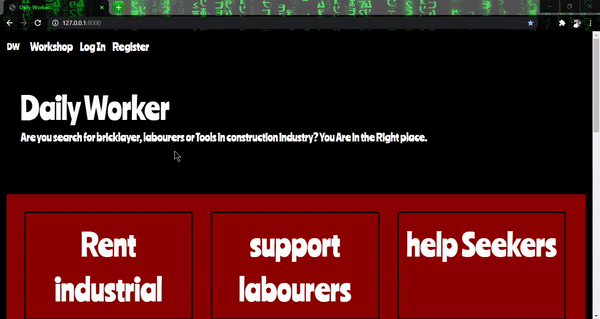 Daily Worker
127.0.0.1:8000
DW Workshop Log In Register
Daily Worker
Are you search for bricklayer, labourers or Tools in construction industry? You Are in the Right place.
Rent industrial
support labourers
help Seekers